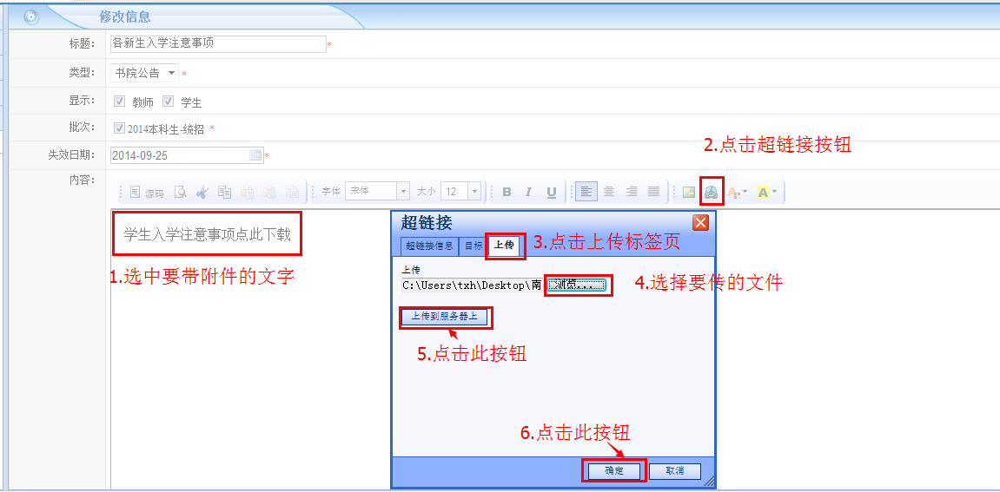 修改信息
标题: 各新生入学注意事项 *
类型: 书院公告 *
显示: 教师 学生
批次: 2014本科生-统招 *
失效日期: 2014-09-25 *
2.点击超链接按钮
内容: 源码 字体 宋体 大小 12 B I U A A
学生入学注意事项点此下载
1.选中要带附件的文字
超链接
超链接信息 目标 上传
3.点击上传标签页
上传
C:\Users\txh\Desktop\南 浏览...
4.选择要传的文件
上传到服务器上
5.点击此按钮
6.点击此按钮
确定 取消